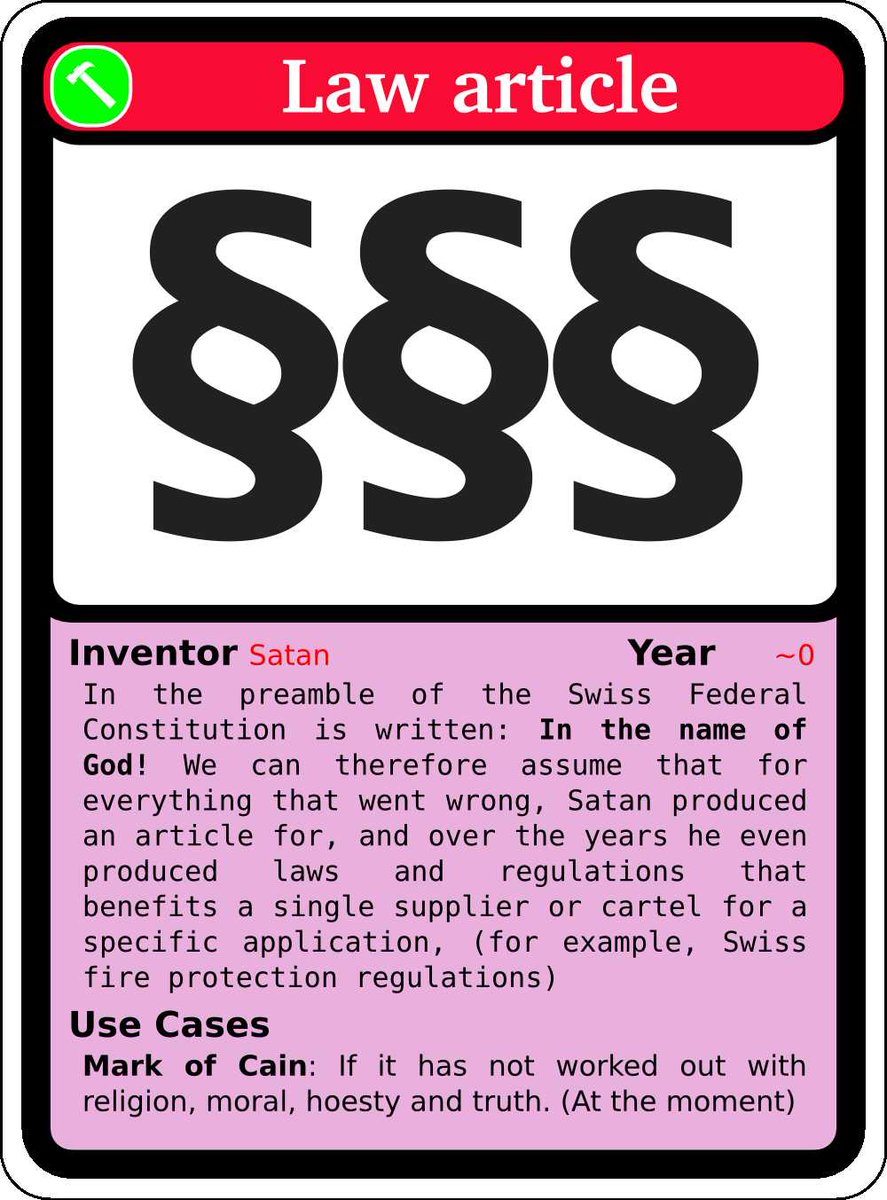 Law article
§§§
Inventor Satan Year ~0
In the preamble of the Swiss Federal
Constitution is written: In the name of
God! We can therefore assume that for
everything that went wrong, Satan produced
an article for, and over the years he even
produced laws and regulations that
benefits a single supplier or cartel for a
specific application, (for example, Swiss
fire protection regulations)
Use Cases
Mark of Cain: If it has not worked out with
religion, moral, hoesty and truth. (At the moment)